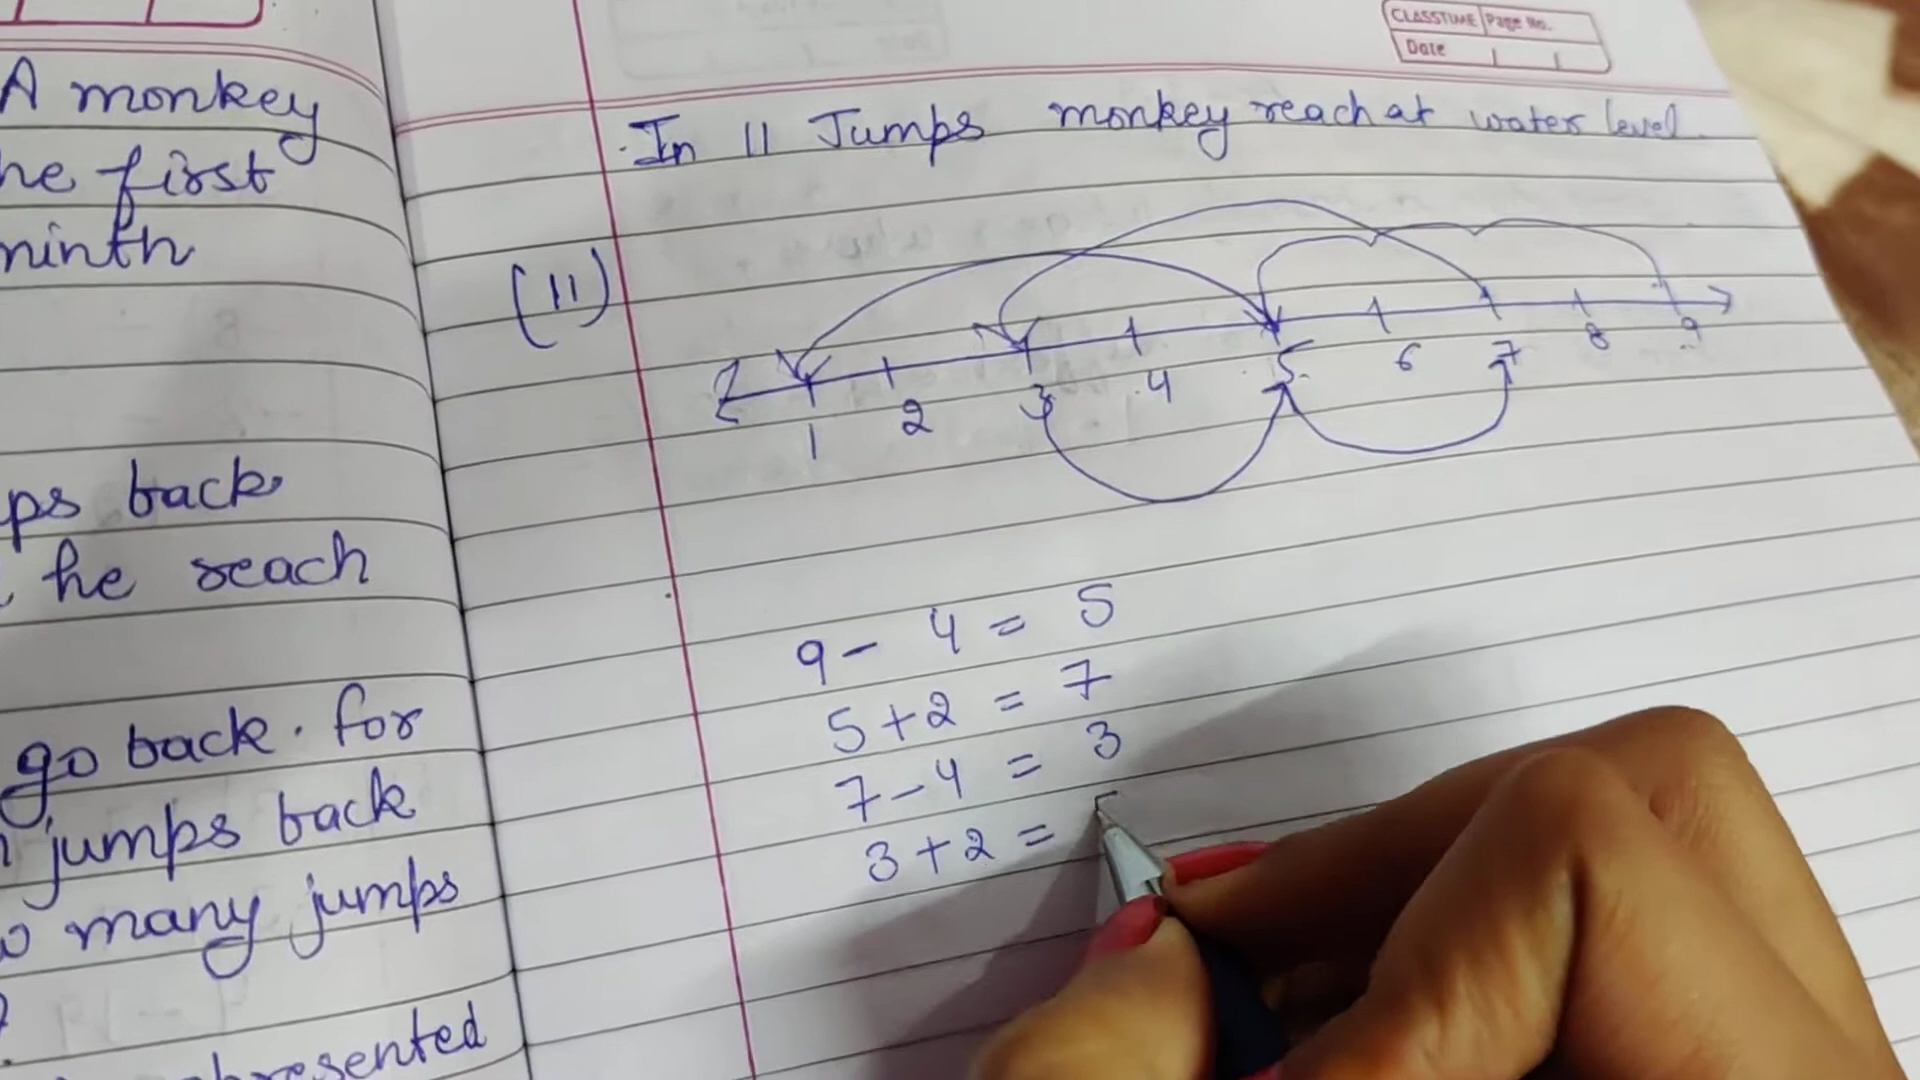 A monkey
he first
ninth
ps back
he reach
go back. for
jumps back
many jumps
CLASSTIME Page No.
Date
In 11 Jumps monkey reach at water level.
(11)
1 2 3 4 5 6 7 8 9
9 - 4 = 5
5 + 2 = 7
7 - 4 = 3
3 + 2 =